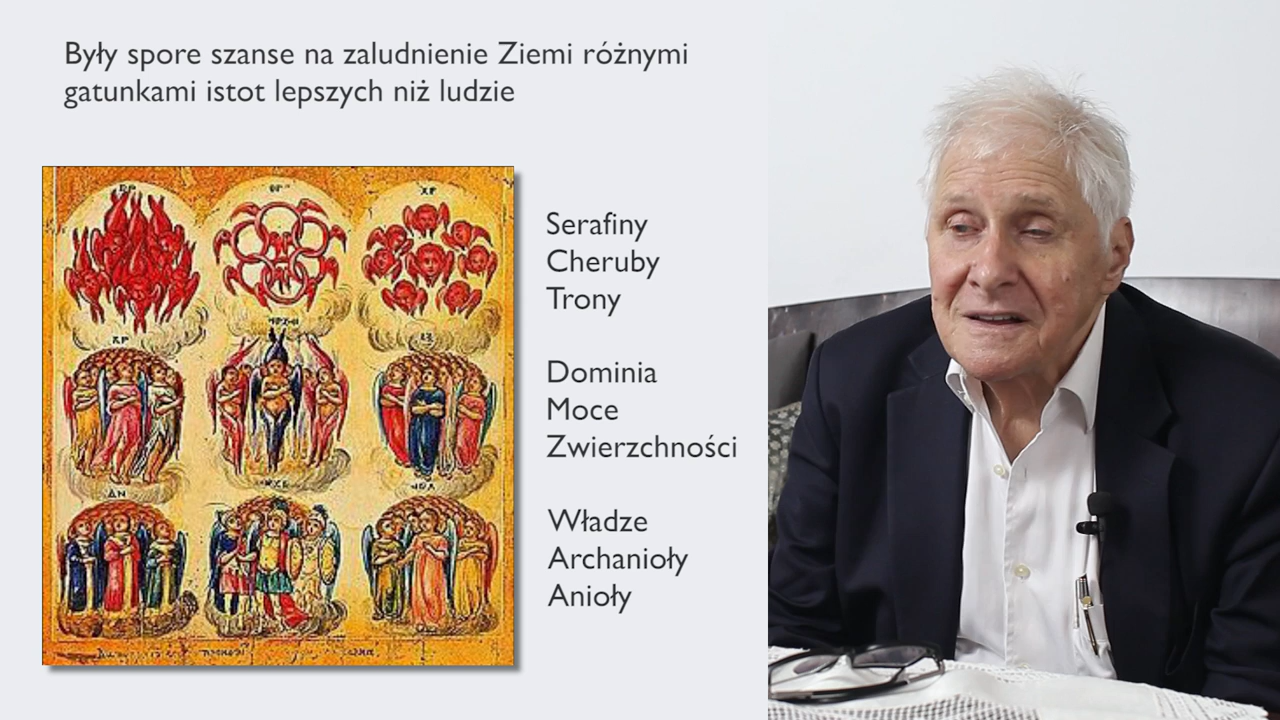 Były spore szanse na zaludnienie Ziemi różnymi
gatunkami istot lepszych niż ludzie
Serafiny
Cheruby
Trony
Dominia
Moce
Zwierzchności
Władze
Archanioły
Anioły